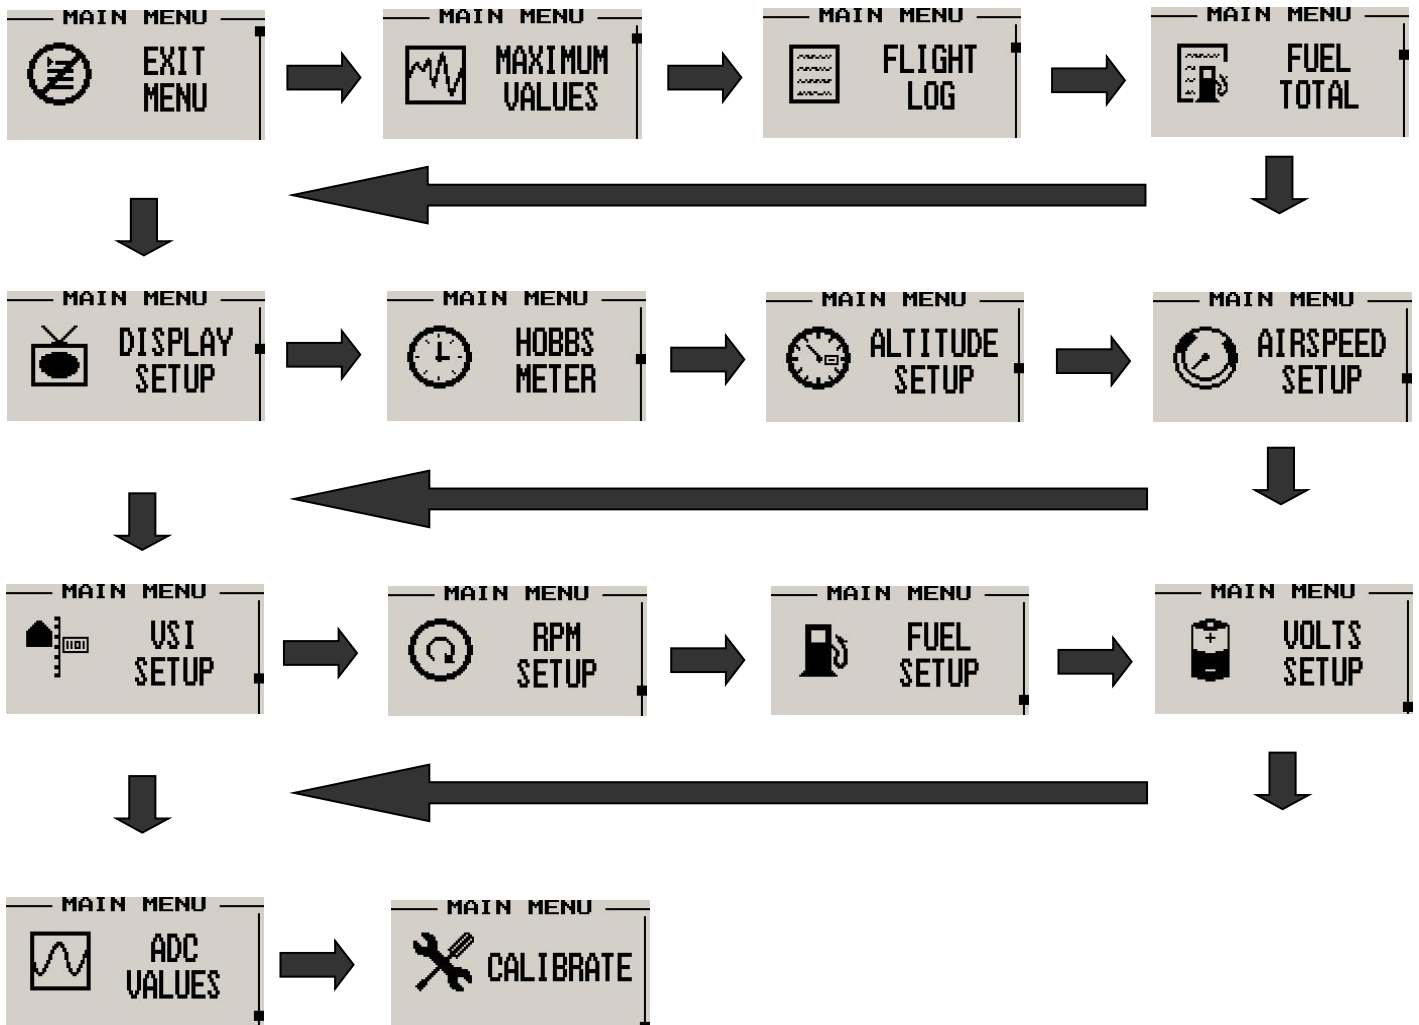 MAIN MENU
EXIT
MENU
MAIN MENU
MAXIMUM
VALUES
MAIN MENU
FLIGHT
LOG
MAIN MENU
FUEL
TOTAL
MAIN MENU
DISPLAY
SETUP
MAIN MENU
HOBBS
METER
MAIN MENU
ALTITUDE
SETUP
MAIN MENU
AIRSPEED
SETUP
MAIN MENU
VSI
SETUP
MAIN MENU
RPM
SETUP
MAIN MENU
FUEL
SETUP
MAIN MENU
VOLTS
SETUP
MAIN MENU
ADC
VALUES
MAIN MENU
CALIBRATE